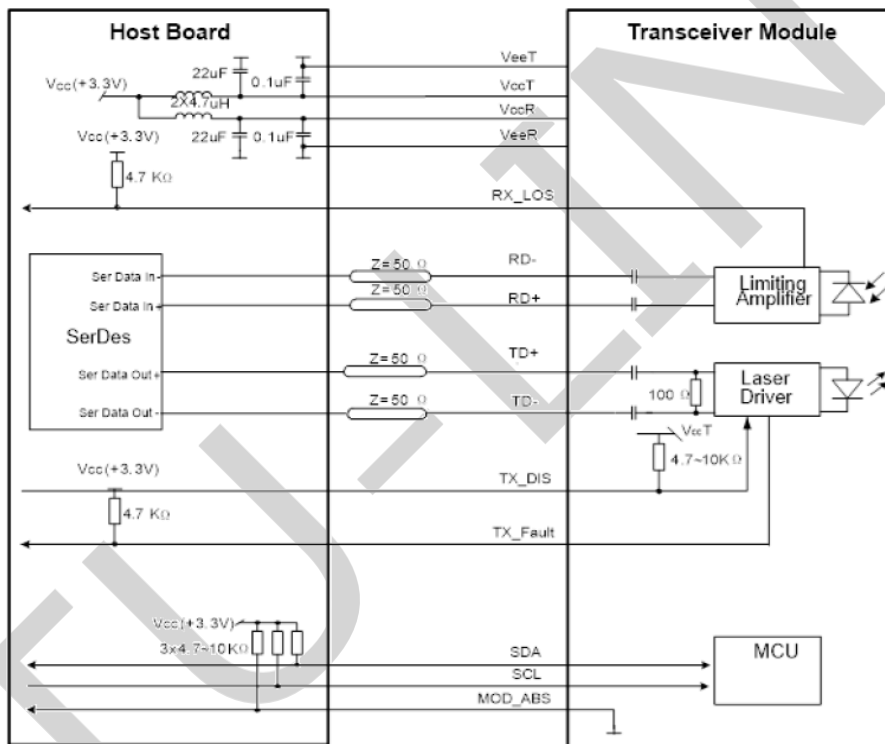 Host Board
Transceiver Module
VeeT
22uF
0.1uF
Vcc(+3.3V)
VccT
2X4.7uH
VccR
Vcc(+3.3V)
22uF
0.1uF
VeeR
4.7 KΩ
RX_LOS
Z=50 Ω
RD-
Ser Data In-
Z=50 Ω
Limiting
Amplifier
Ser Data In+
RD+
SerDes
Z=50 Ω
TD+
Ser Data Out+
Laser
Driver
100 Ω
Z=50 Ω
TD-
Ser Data Out-
VccT
4.7~10KΩ
Vcc(+3.3V)
TX_DIS
4.7 KΩ
TX_Fault
Vcc(+3.3V)
3x4.7~10KΩ
SDA
MCU
SCL
MOD_ABS
TU-LIN